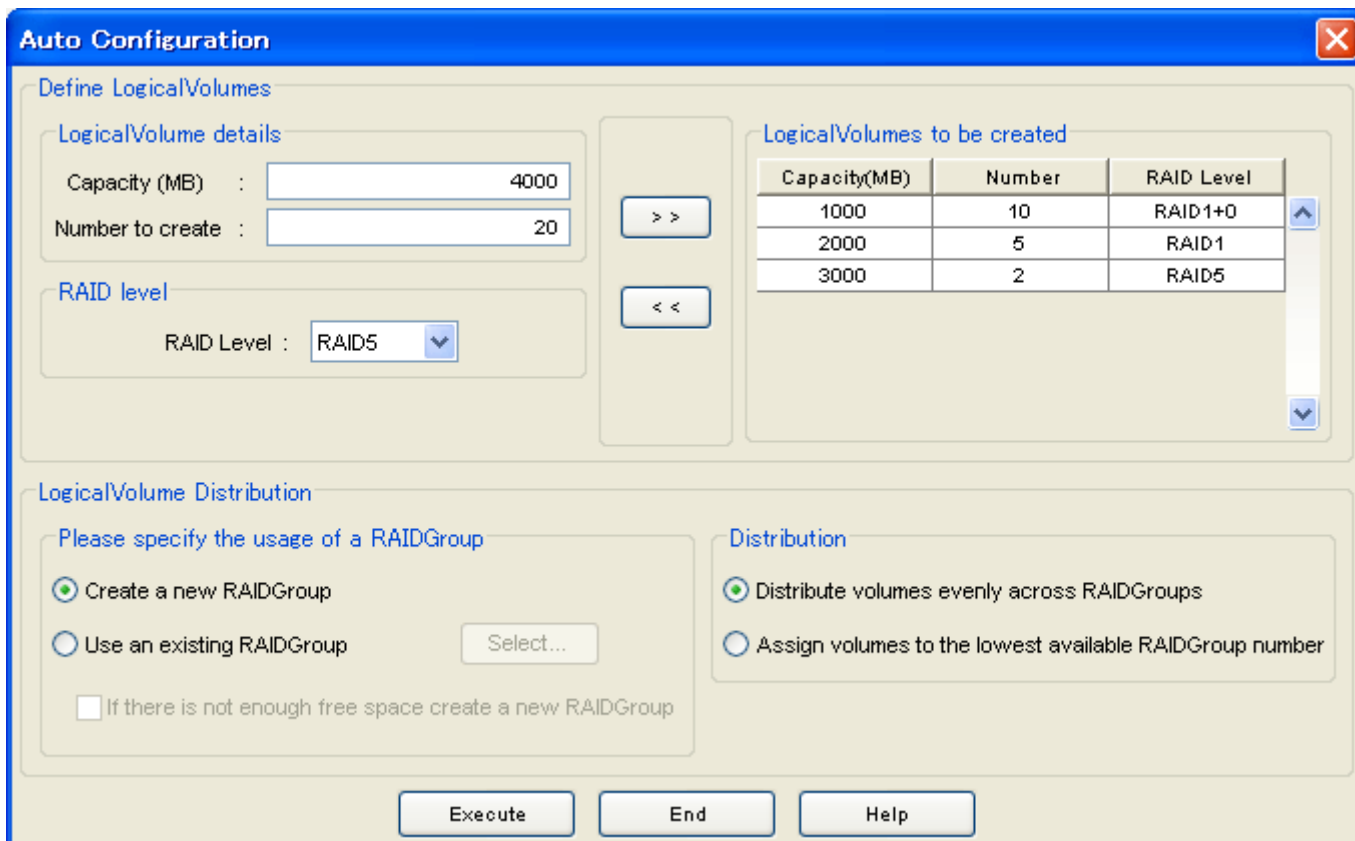 Auto Configuration
Define LogicalVolumes
LogicalVolume details
Capacity (MB) : 4000
Number to create : 20
RAID level
RAID Level : RAID5
> >
< <
LogicalVolumes to be created
Capacity(MB) Number RAID Level
1000 10 RAID1+0
2000 5 RAID1
3000 2 RAID5
LogicalVolume Distribution
Please specify the usage of a RAIDGroup
Create a new RAIDGroup
Use an existing RAIDGroup Select...
If there is not enough free space create a new RAIDGroup
Distribution
Distribute volumes evenly across RAIDGroups
Assign volumes to the lowest available RAIDGroup number
Execute End Help